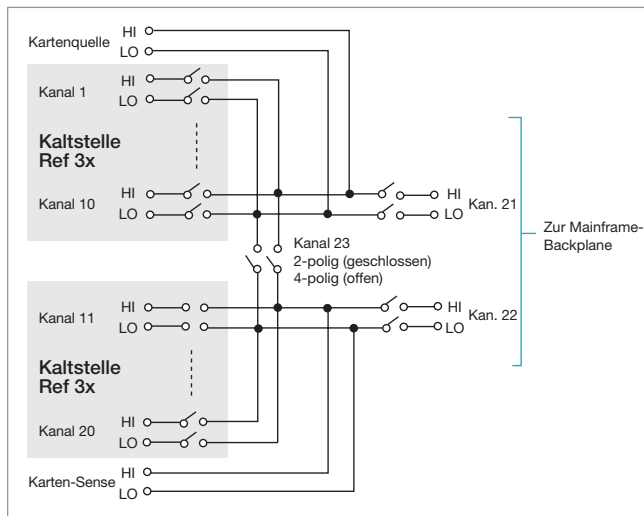 Kartenquelle
HI
LO
Kanal 1
HI
LO
Kaltstelle
Ref 3x
Kanal 10
HI
LO
HI
LO
Kan. 21
Zur Mainframe-
Backplane
Kanal 23
2-polig (geschlossen)
4-polig (offen)
Kanal 11
HI
LO
HI
LO
Kan. 22
Kaltstelle
Ref 3x
Kanal 20
HI
LO
Karten-Sense
HI
LO